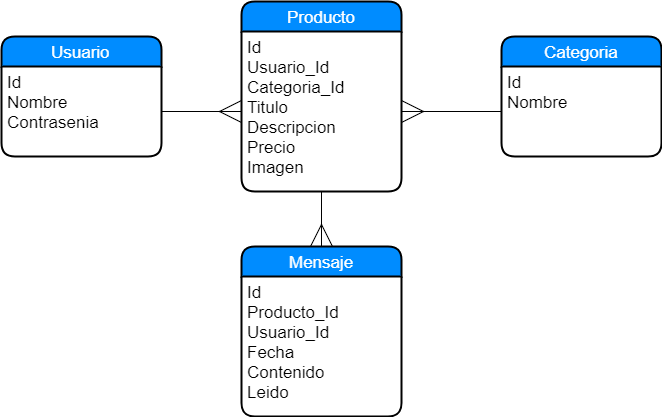 Usuario
Id
Nombre
Contrasenia
Producto
Id
Usuario_Id
Categoria_Id
Titulo
Descripcion
Precio
Imagen
Categoria
Id
Nombre
Mensaje
Id
Producto_Id
Usuario_Id
Fecha
Contenido
Leido